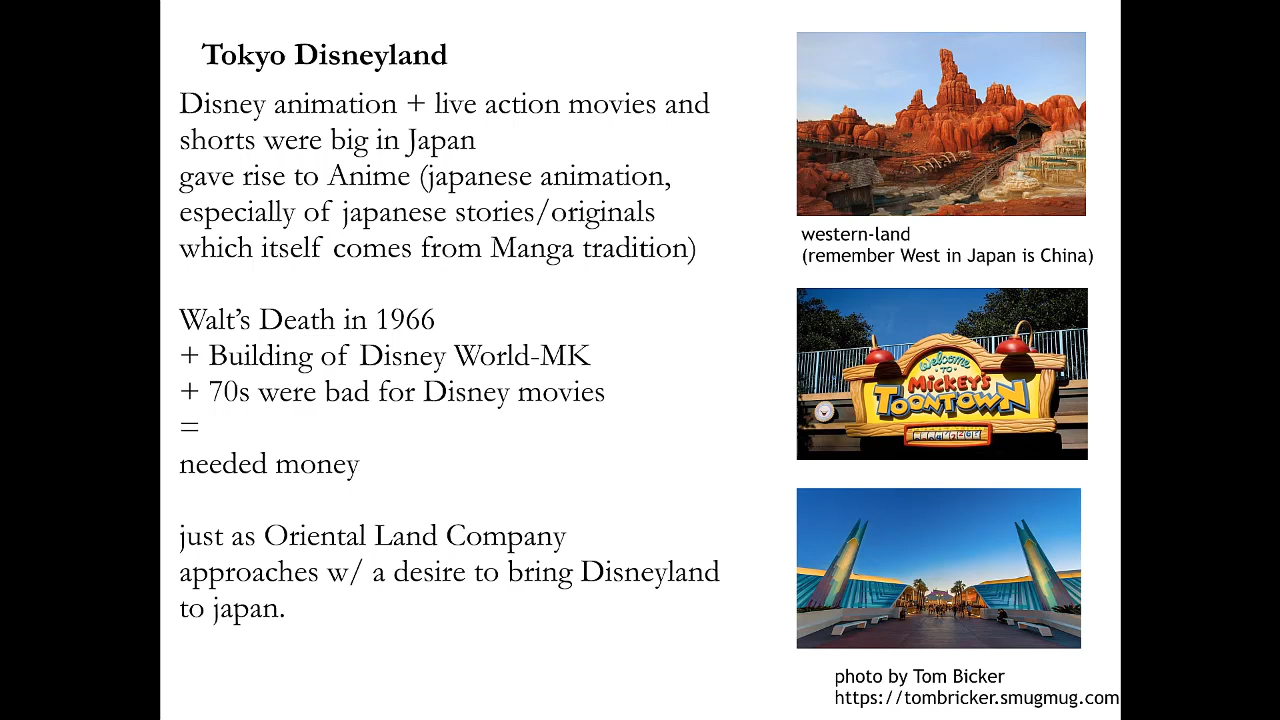 Tokyo Disneyland
Disney animation + live action movies and
shorts were big in Japan
gave rise to Anime (japanese animation,
especially of japanese stories/originals
which itself comes from Manga tradition)
Walt's Death in 1966
+ Building of Disney World-MK
+ 70s were bad for Disney movies
=
needed money
just as Oriental Land Company
approaches w/ a desire to bring Disneyland
to japan.
western-land
(remember West in Japan is China)
Welcome
TO
MICKEY'S
TOONTOWN
photo by Tom Bicker
https://tombricker.smugmug.com